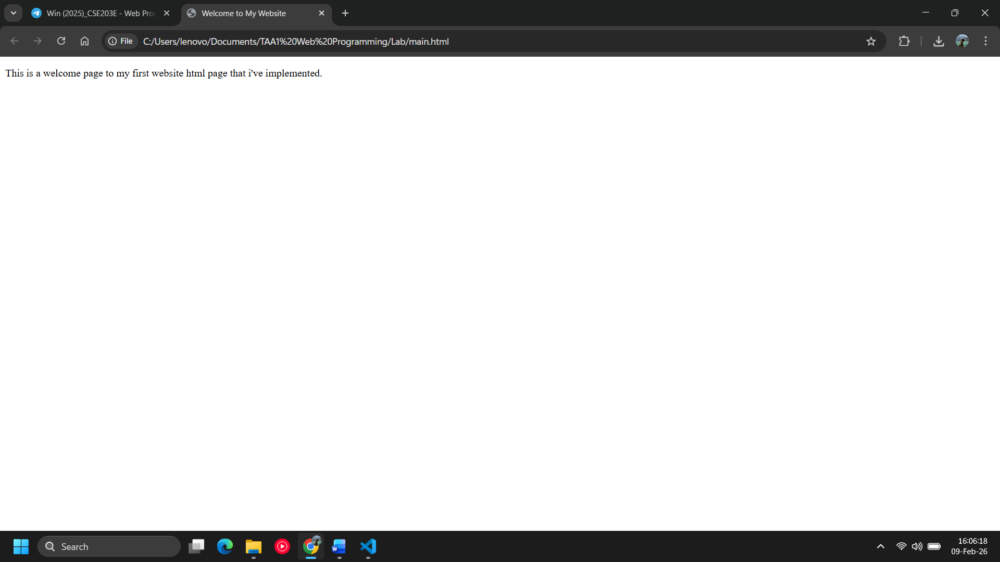 Win (2025)_CSE203E - Web Pro
Welcome to My Website
File
C:/Users/lenovo/Documents/TAA1%20Web%20Programming/Lab/main.html
This is a welcome page to my first website html page that i've implemented.
Search
16:06:18
09-Feb-26